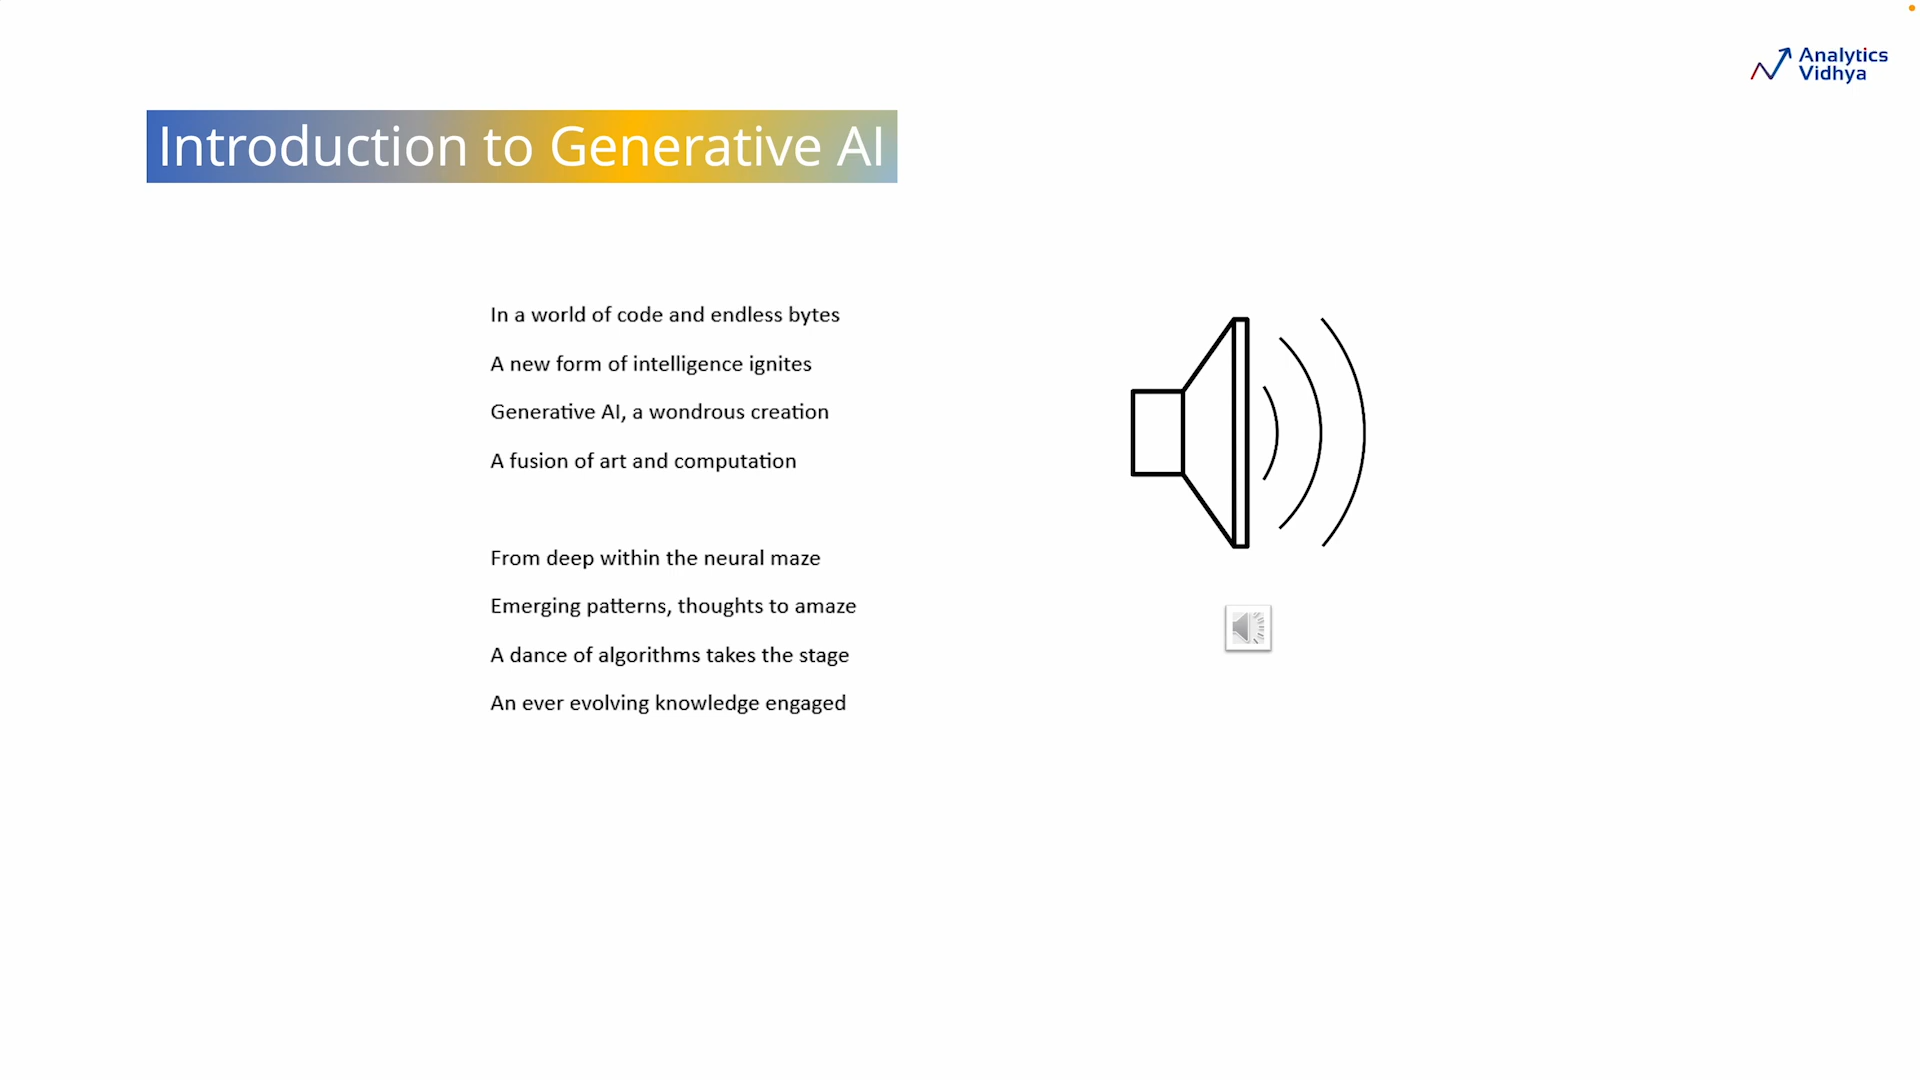 Analytics
Vidhya
Introduction to Generative AI
In a world of code and endless bytes
A new form of intelligence ignites
Generative AI, a wondrous creation
A fusion of art and computation
From deep within the neural maze
Emerging patterns, thoughts to amaze
A dance of algorithms takes the stage
An ever evolving knowledge engaged